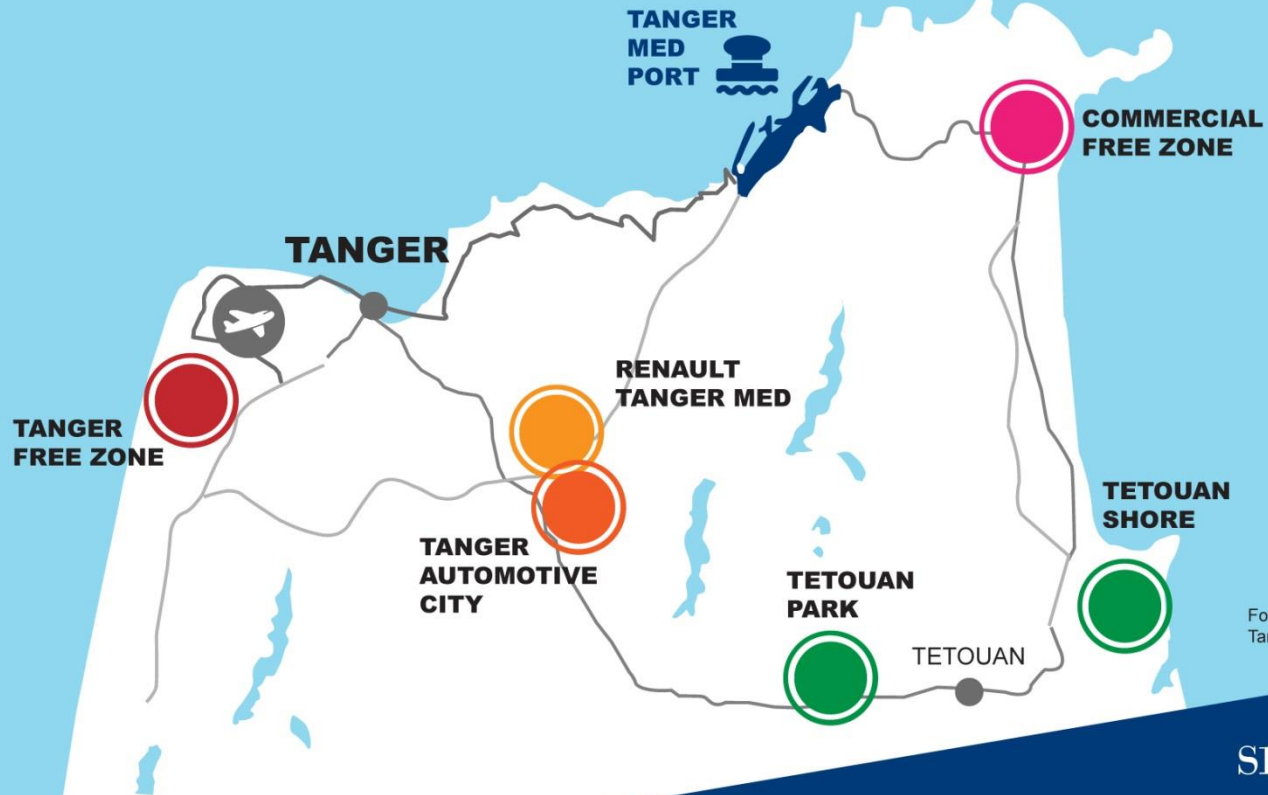 TANGER
MED
PORT
COMMERCIAL
FREE ZONE
TANGER
RENAULT
TANGER MED
TANGER
FREE ZONE
TETOUAN
SHORE
TANGER
AUTOMOTIVE
CITY
TETOUAN
PARK
TETOUAN